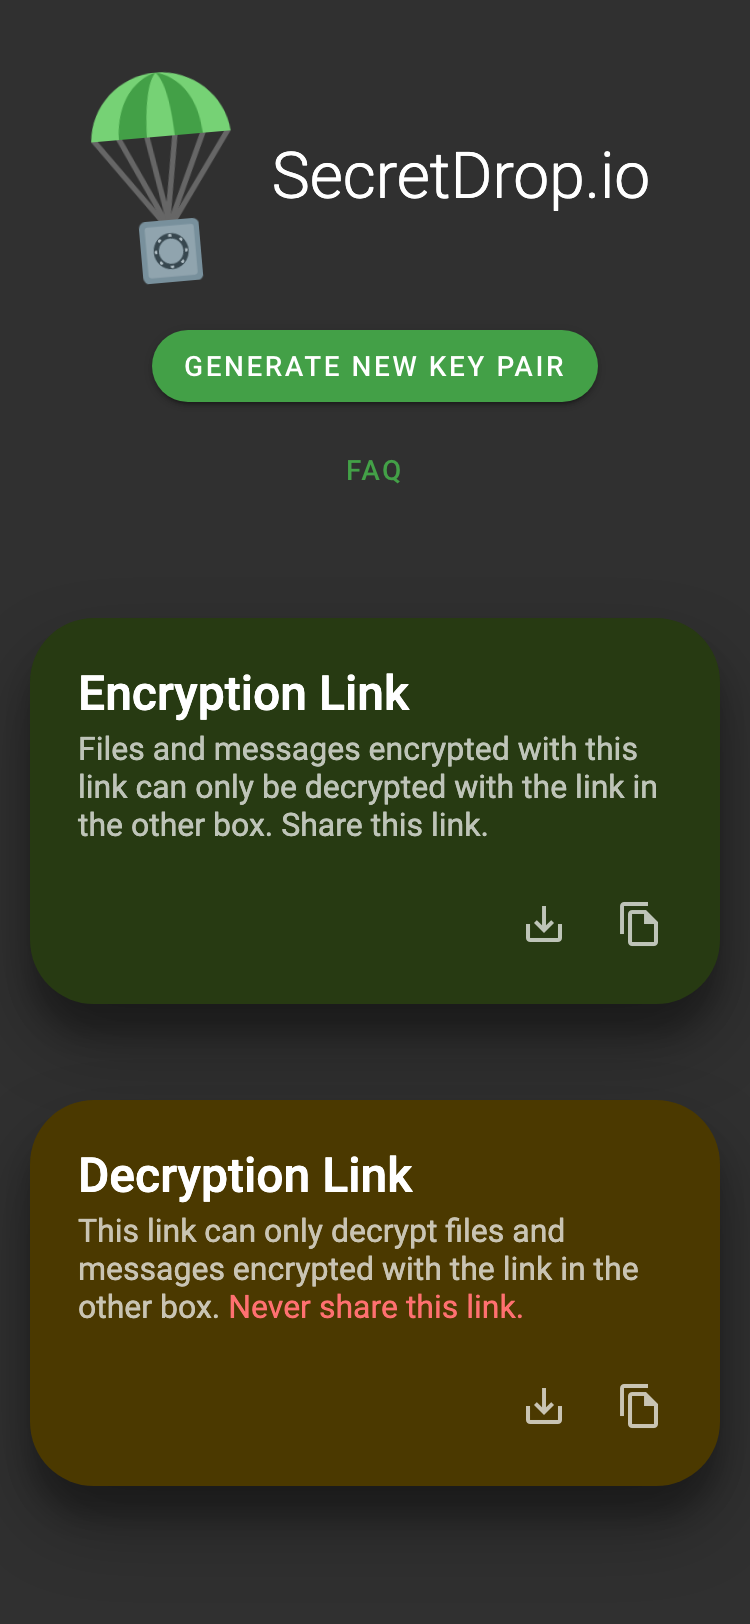 SecretDrop.io
GENERATE NEW KEY PAIR
FAQ
Encryption Link
Files and messages encrypted with this
link can only be decrypted with the link in
the other box. Share this link.
Decryption Link
This link can only decrypt files and
messages encrypted with the link in the
other box. Never share this link.